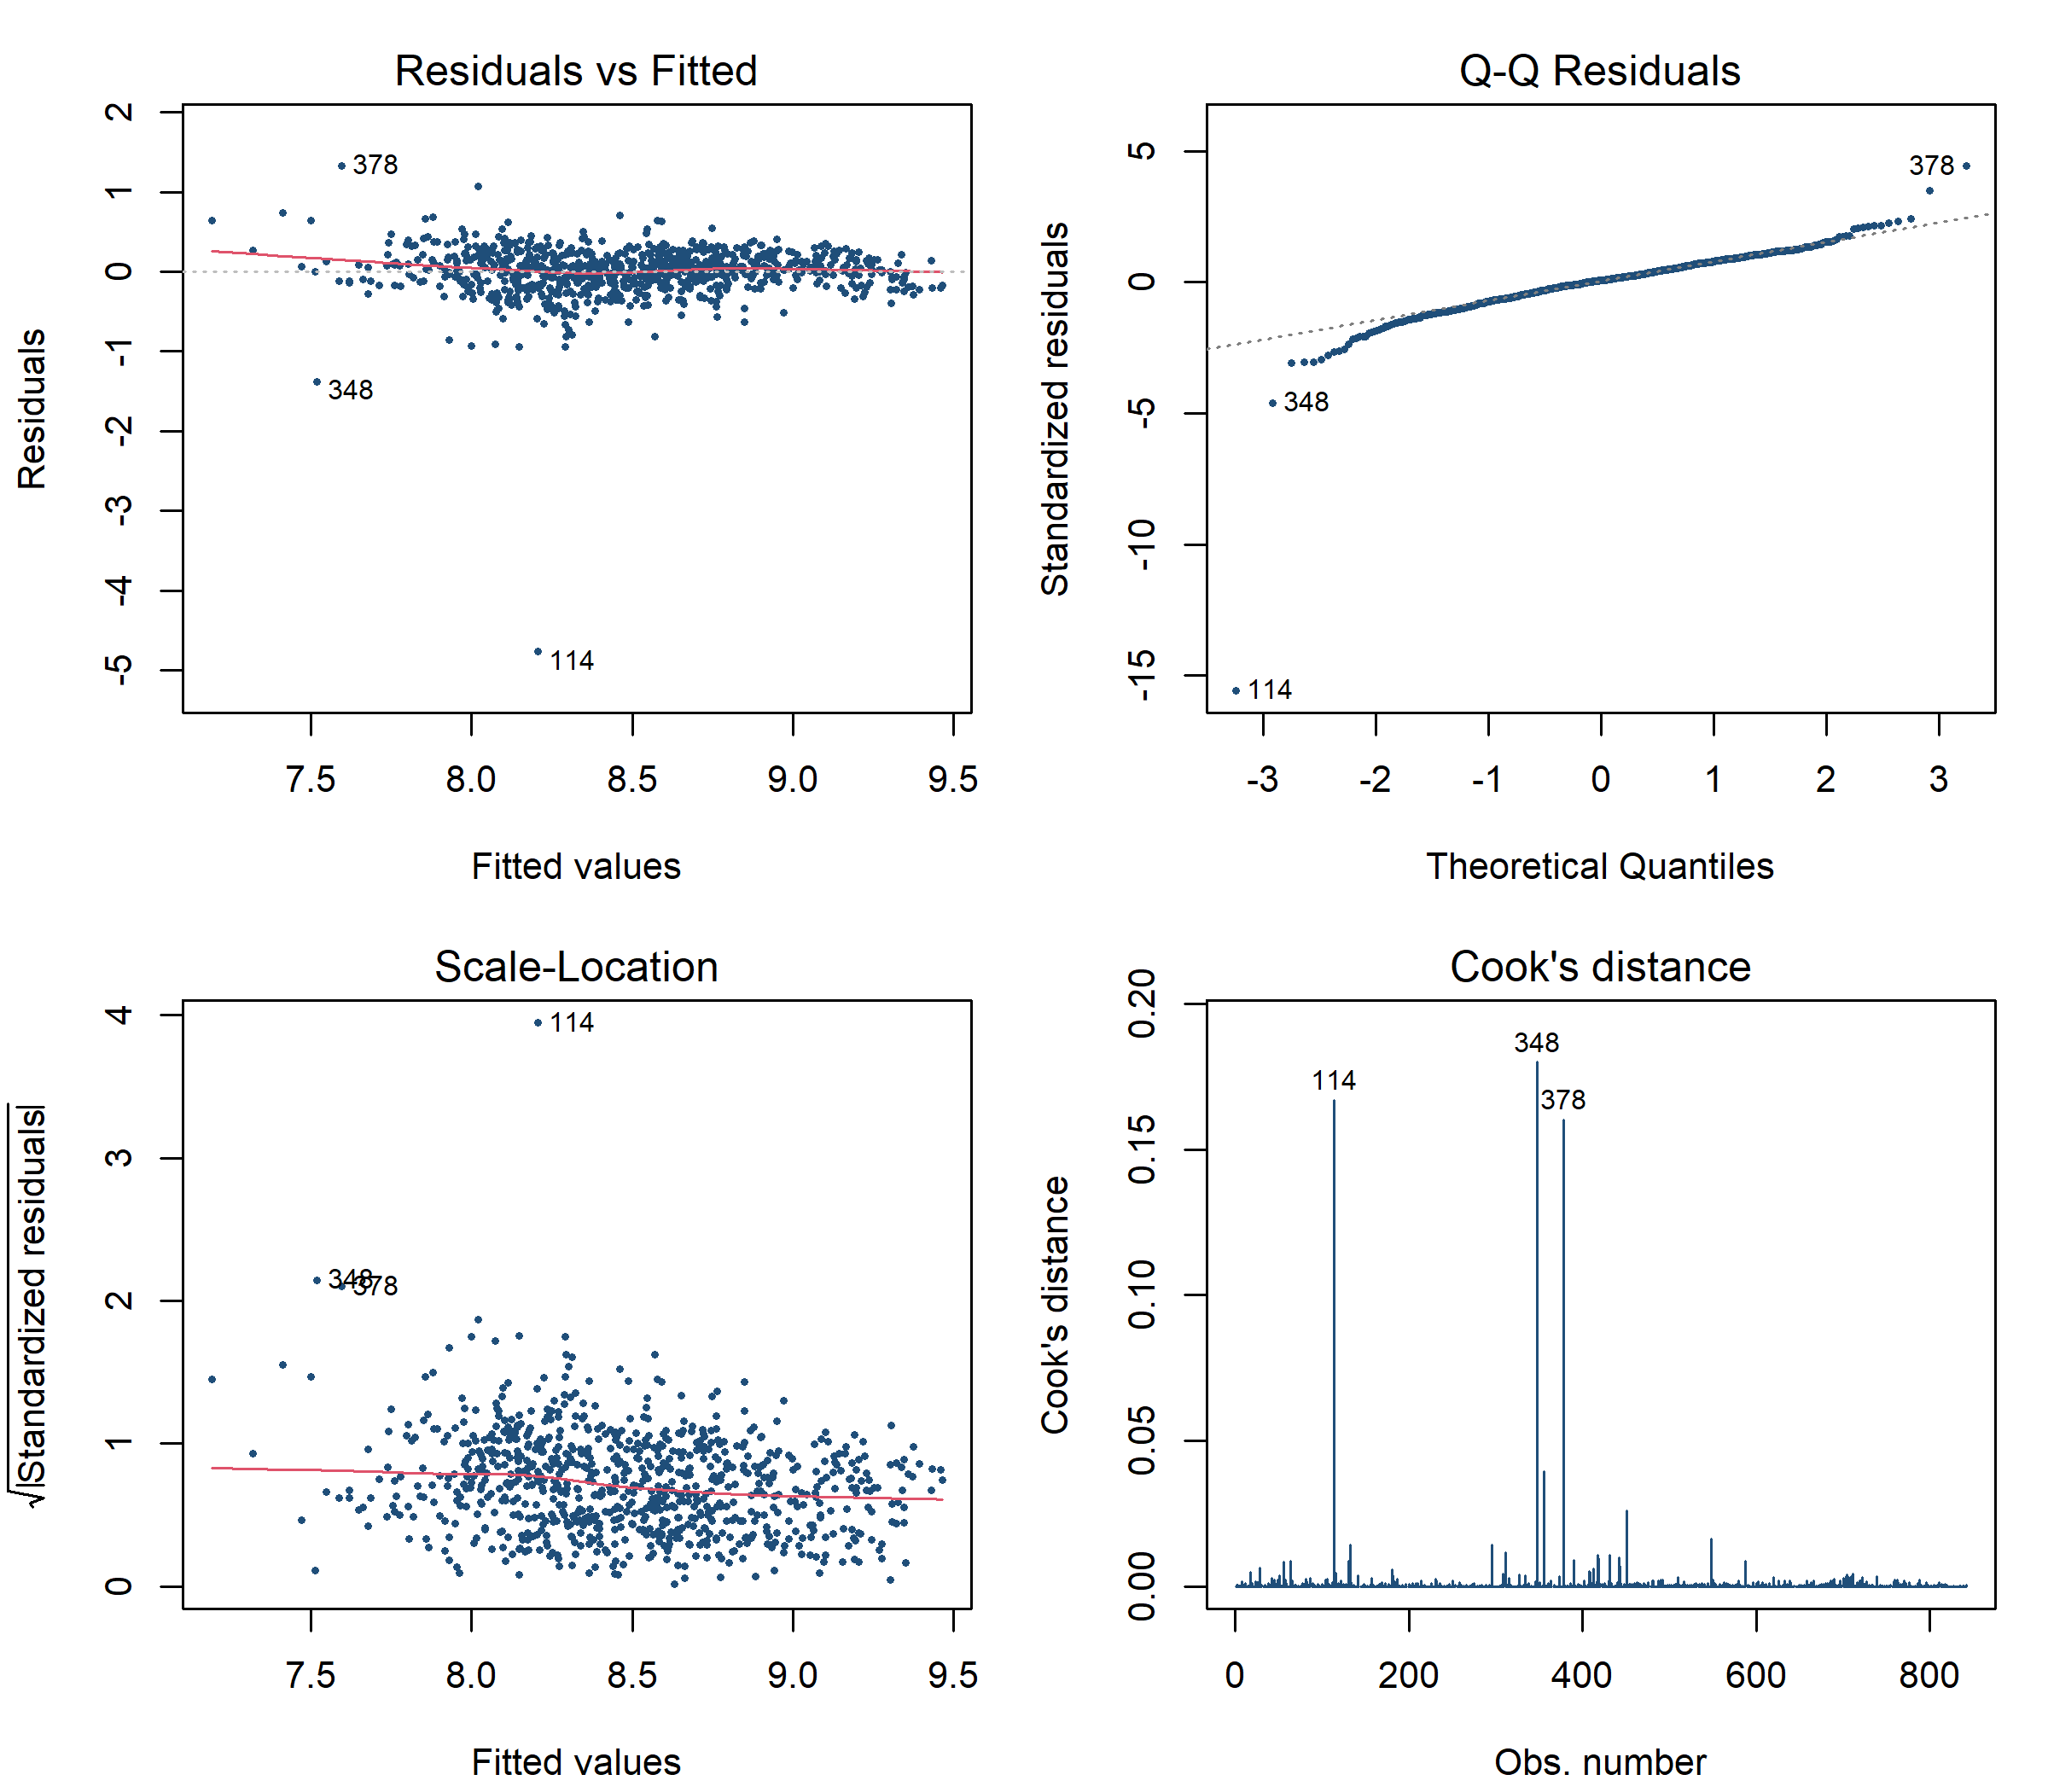 Residuals vs Fitted
2
1
0
-1
-2
-3
-4
-5
Residuals
378
348
114
7.5 8.0 8.5 9.0 9.5
Fitted values
Q-Q Residuals
5
0
-5
-10
-15
Standardized residuals
378
348
114
-3 -2 -1 0 1 2 3
Theoretical Quantiles
Scale-Location
4
3
2
1
0
√|Standardized residuals|
114
348
378
7.5 8.0 8.5 9.0 9.5
Fitted values
Cook's distance
0.20
0.15
0.10
0.05
0.00
Cook's distance
348
114
378
0 200 400 600 800
Obs. number